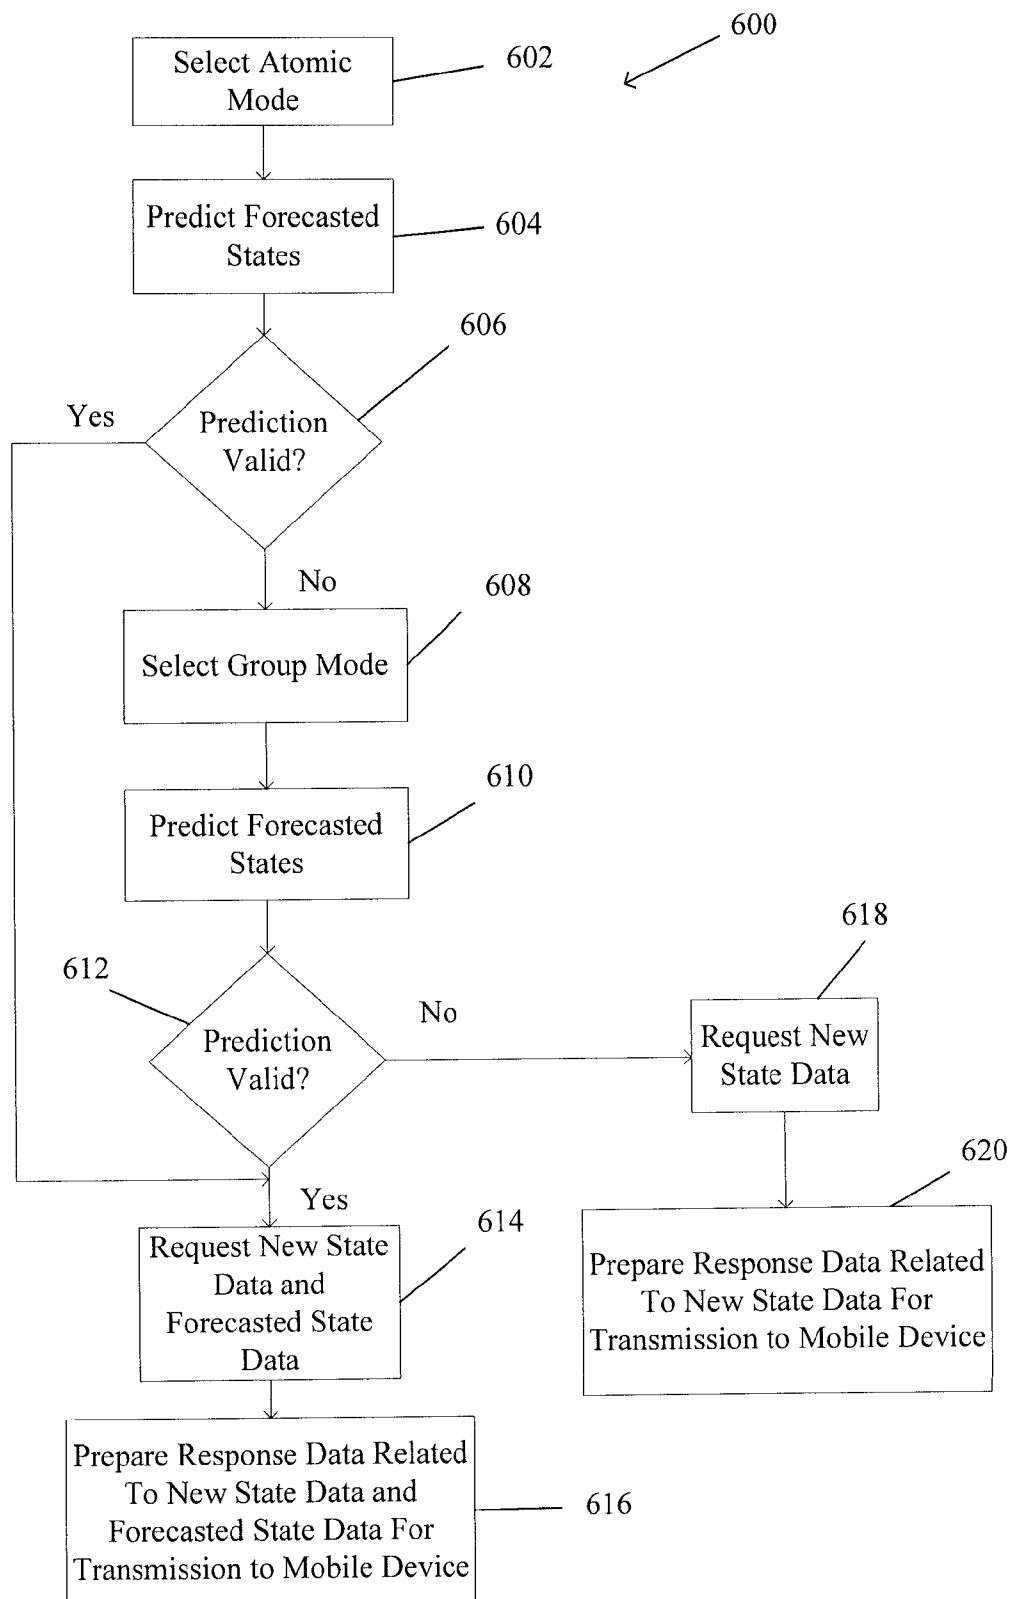 600
Select Atomic
Mode
602
Predict Forecasted
States
604
606
Yes
Prediction
Valid?
No
608
Select Group Mode
610
Predict Forecasted
States
612
Prediction
Valid?
No
618
Request New
State Data
Yes
614
Request New State
Data and
Forecasted State
Data
620
Prepare Response Data Related
To New State Data For
Transmission to Mobile Device
Prepare Response Data Related
To New State Data and
Forecasted State Data For
Transmission to Mobile Device
616